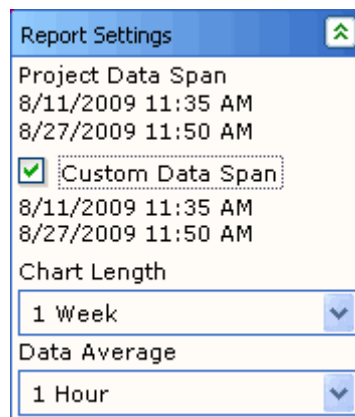 Report Settings
Project Data Span
8/11/2009 11:35 AM
8/27/2009 11:50 AM
Custom Data Span
8/11/2009 11:35 AM
8/27/2009 11:50 AM
Chart Length
1 Week
Data Average
1 Hour